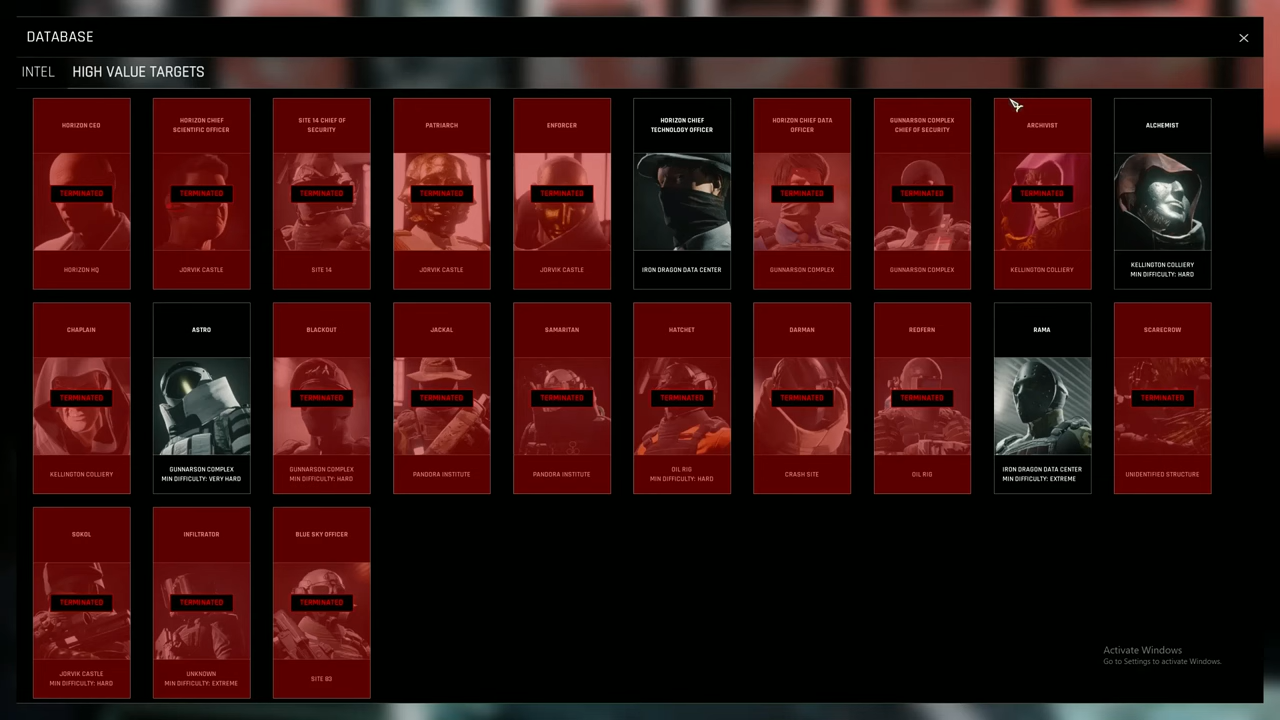 DATABASE
INTEL
HIGH VALUE TARGETS
HORIZON CEO
TERMINATED
HORIZON HQ
HORIZON CHIEF
SCIENTIFIC OFFICER
TERMINATED
JORVIK CASTLE
SITE 14 CHIEF OF
SECURITY
TERMINATED
SITE 14
PATRIARCH
TERMINATED
JORVIK CASTLE
ENFORCER
TERMINATED
JORVIK CASTLE
HORIZON CHIEF
TECHNOLOGY OFFICER
IRON DRAGON DATA CENTER
HORIZON CHIEF DATA
OFFICER
TERMINATED
GUNNARSON COMPLEX
GUNNARSON COMPLEX
CHIEF OF SECURITY
TERMINATED
GUNNARSON COMPLEX
ARCHIVIST
TERMINATED
KELLINGTON COLLIERY
ALCHEMIST
KELLINGTON COLLIERY
MIN DIFFICULTY: HARD
CHAPLAIN
TERMINATED
KELLINGTON COLLIERY
ASTRO
GUNNARSON COMPLEX
MIN DIFFICULTY: VERY HARD
BLACKOUT
TERMINATED
GUNNARSON COMPLEX
MIN DIFFICULTY: HARD
JACKAL
TERMINATED
PANDORA INSTITUTE
SAMARITAN
TERMINATED
PANDORA INSTITUTE
HATCHET
TERMINATED
OIL RIG
MIN DIFFICULTY: HARD
DARMAN
TERMINATED
CRASH SITE
REDFERN
TERMINATED
OIL RIG
RAMA
IRON DRAGON DATA CENTER
MIN DIFFICULTY: EXTREME
SCARECROW
TERMINATED
UNIDENTIFIED STRUCTURE
SOKOL
TERMINATED
JORVIK CASTLE
MIN DIFFICULTY: HARD
INFILTRATOR
TERMINATED
UNKNOWN
MIN DIFFICULTY: EXTREME
BLUE SKY OFFICER
TERMINATED
SITE 83
Activate Windows
Go to Settings to activate Windows.